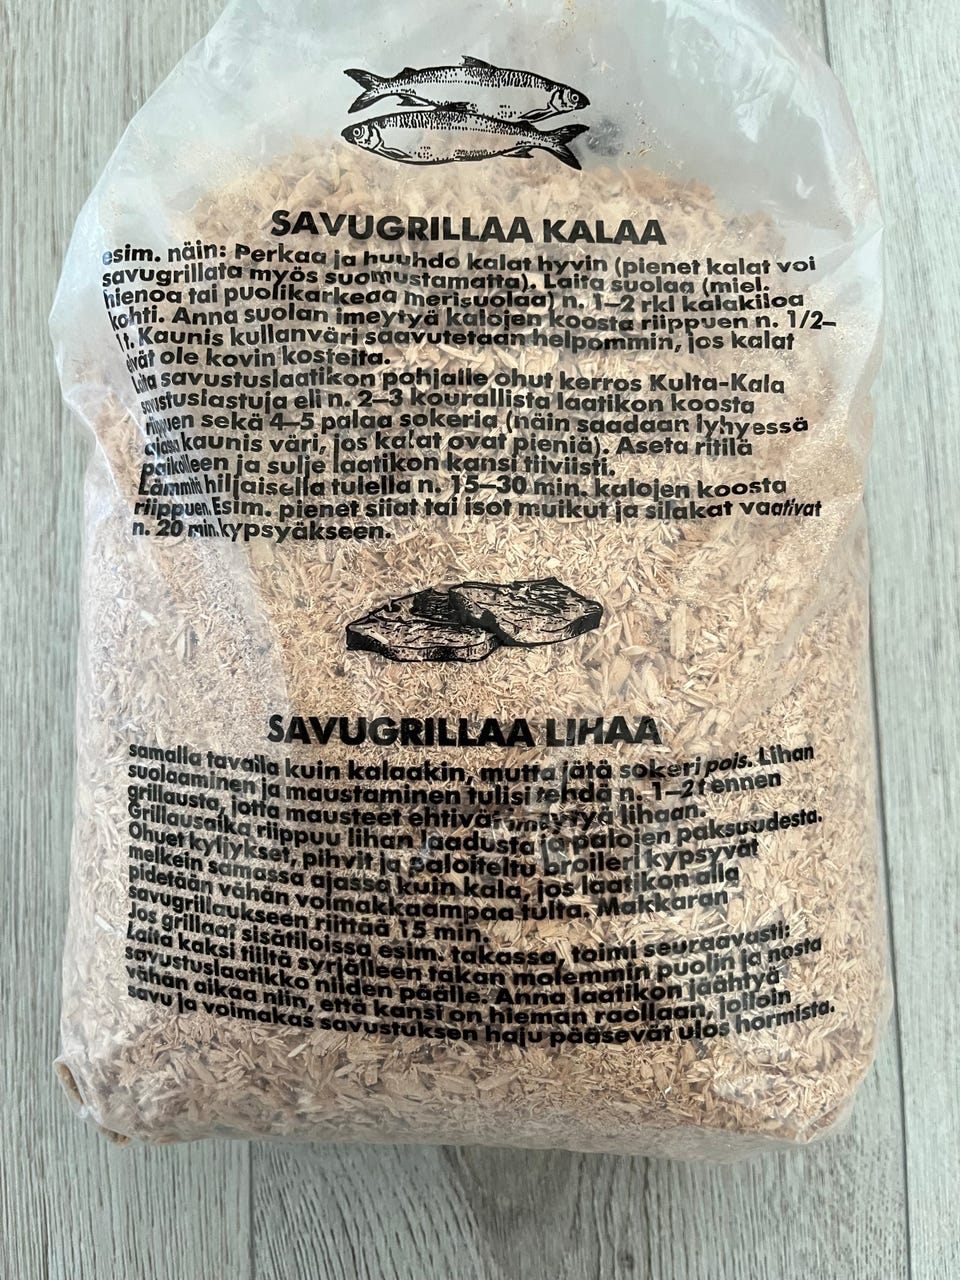 SAVUGRILLAA KALAA
esim. näin: Perkaa ja huuhdo kalat hyvin (pienet kalat voi
savugrillata myös suomustamatta). Laita suolaa (miel.
hienoa tai puolikarkeaa merisuolaa) n. 1–2 rkl kalakiloa
kohti. Anna suolan imeytyä kalojen koosta riippuen n. 1/2–
1 t. Kaunis kullanväri saavutetaan helpommin, jos kalat
eivät ole kovin kosteita.
Laita savustuslaatikon pohjalle ohut kerros Kulta-Kala
savustuslastuja eli n. 2–3 kourallista laatikon koosta
riippuen sekä 4–5 palaa sokeria (näin saadaan lyhyessä
ajassa kaunis väri, jos kalat ovat pieniä). Aseta ritilä
paikoilleen ja sulje laatikon kansi tiiviisti.
Lämmitä hiljaisella tulella n. 15–30 min. kalojen koosta
riippuen. Esim. pienet siiat tai isot muikut ja silakat vaativat
n. 20 min. kypsyäkseen.
SAVUGRILLAA LIHAA
samalla tavalla kuin kalaakin, mutta jätä sokeri pois. Lihan
suolaaminen ja maustaminen tulisi tehdä n. 1–2 t ennen
grillausta, jotta mausteet ehtivät imeytyä lihaan.
Grillausaika riippuu lihan laadusta ja palojen paksuudesta.
Ohuet kyljykset, pihvit ja paloiteltu broileri kypsyvät
melkein samassa ajassa kuin kala, jos laatikon alla
pidetään vähän voimakkaampaa tulta. Makkaran
savugrillaukseen riittää 15 min.
Jos grillaat sisätiloissa esim. takassa, toimi seuraavasti:
Laita kaksi tiiltä syrjälleen takan molemmin puolin ja nosta
savustuslaatikko niiden päälle. Anna laatikon jäähtyä
vähän aikaa niin, että kansi on hieman raollaan, jolloin
savu ja voimakas savustuksen haju pääsevät ulos hormista.